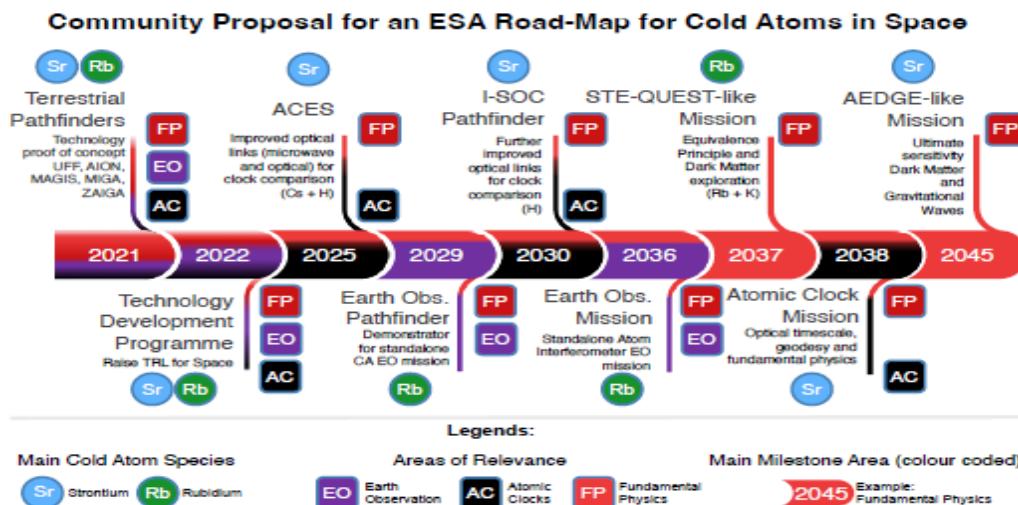 Community Proposal for an ESA Road-Map for Cold Atoms in Space
Sr Rb
Terrestrial
Pathfinders
Technology
proof of concept
UFF, AION,
MAGIS, MIGA,
ZAIGA
FP
EO
AC
Sr
ACES
Improved optical
links (microwave
and optical) for
clock comparison
(Cs + H)
FP
AC
Sr
I-SOC
Pathfinder
Further
improved
optical links
for clock
comparison
(H)
FP
AC
Rb
STE-QUEST-like
Mission
Equivalence
Principle and
Dark Matter
exploration
(Rb + K)
FP
Sr
AEDGE-like
Mission
Ultimate
sensitivity
Dark Matter
and
Gravitational
Waves
FP
2021 2022 2025 2029 2030 2036 2037 2038 2045
Technology
Development
Programme
Raise TRL for Space
Sr Rb
FP
EO
AC
Earth Obs.
Pathfinder
Demonstrator
for standalone
CA EO mission
Rb
FP
EO
Earth Obs.
Mission
Standalone Atom
Interferometer EO
mission
Rb
FP
EO
Atomic Clock
Mission
Optical timescale,
geodesy and
fundamental physics
Sr
FP
AC
Legends:
Main Cold Atom Species
Sr Strontium Rb Rubidium
Areas of Relevance
EO Earth
Observation
AC Atomic
Clocks
FP Fundamental
Physics
Main Milestone Area (colour coded)
2045 Example:
Fundamental Physics